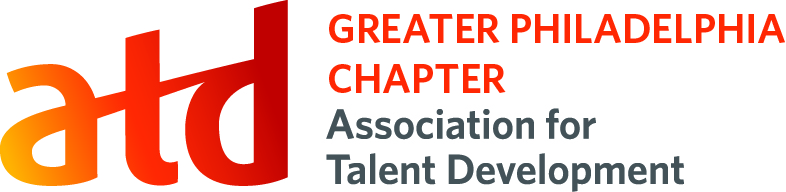 atd
GREATER PHILADELPHIA
CHAPTER
Association for
Talent Development